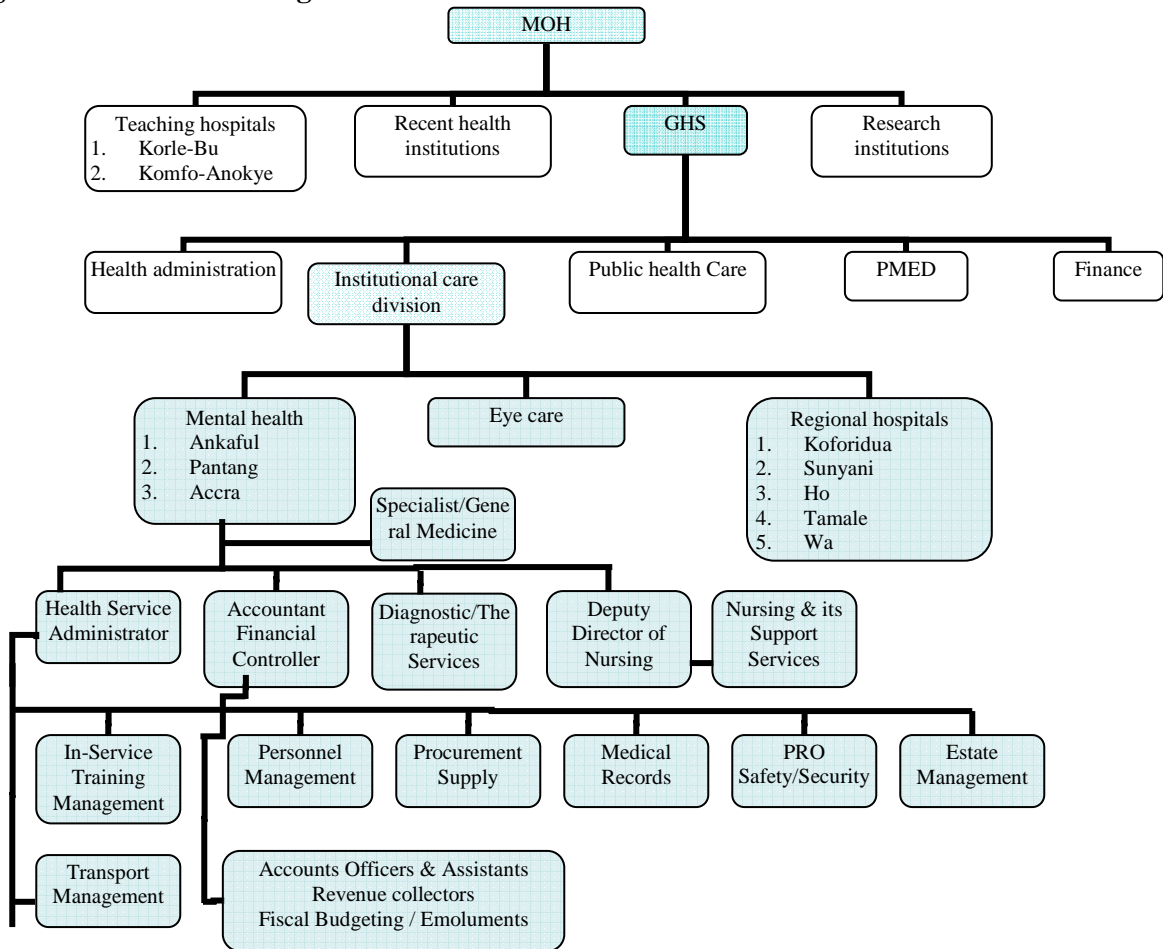 MOH
Teaching hospitals
1. Korle-Bu
2. Komfo-Anokye
Recent health
institutions
GHS
Research
institutions
Health administration
Institutional care
division
Public health Care
PMED
Finance
Mental health
1. Ankaful
2. Pantang
3. Accra
Eye care
Regional hospitals
1. Koforidua
2. Sunyani
3. Ho
4. Tamale
5. Wa
Specialist/Gene
ral Medicine
Health Service
Administrator
Accountant
Financial
Controller
Diagnostic/The
rapeutic
Services
Deputy
Director of
Nursing
Nursing & its
Support
Services
In-Service
Training
Management
Personnel
Management
Procurement
Supply
Medical
Records
PRO
Safety/Security
Estate
Management
Transport
Management
Accounts Officers & Assistants
Revenue collectors
Fiscal Budgeting / Emoluments